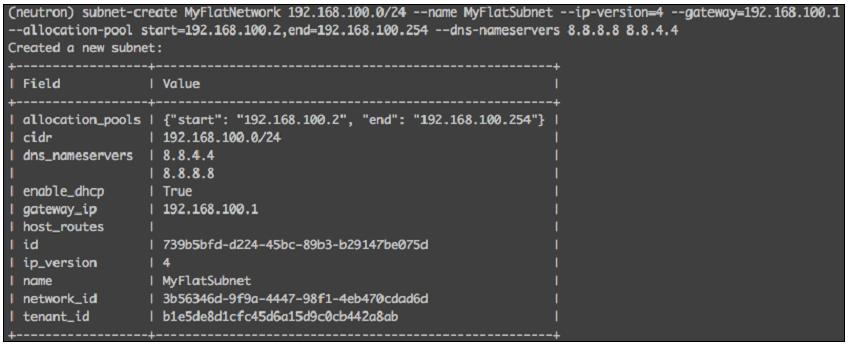 (neutron) subnet-create MyFlatNetwork 192.168.100.0/24 --name MyFlatSubnet --ip-version=4 --gateway=192.168.100.1
--allocation-pool start=192.168.100.2,end=192.168.100.254 --dns-nameservers 8.8.8.8 8.8.4.4
Created a new subnet:
+------------------+------------------------------------------------------+
| Field            | Value                                                |
+------------------+------------------------------------------------------+
| allocation_pools | {"start": "192.168.100.2", "end": "192.168.100.254"} |
| cidr             | 192.168.100.0/24                                     |
| dns_nameservers  | 8.8.4.4                                              |
|                  | 8.8.8.8                                              |
| enable_dhcp      | True                                                 |
| gateway_ip       | 192.168.100.1                                        |
| host_routes      |                                                      |
| id               | 739b5bfd-d224-45bc-89b3-b29147be075d                 |
| ip_version       | 4                                                    |
| name             | MyFlatSubnet                                         |
| network_id       | 3b56346d-9f9a-4447-98f1-4eb470cdad6d                 |
| tenant_id        | b1e5de8d1cfc45d6a15d9c0cb442a8ab                     |
+------------------+------------------------------------------------------+